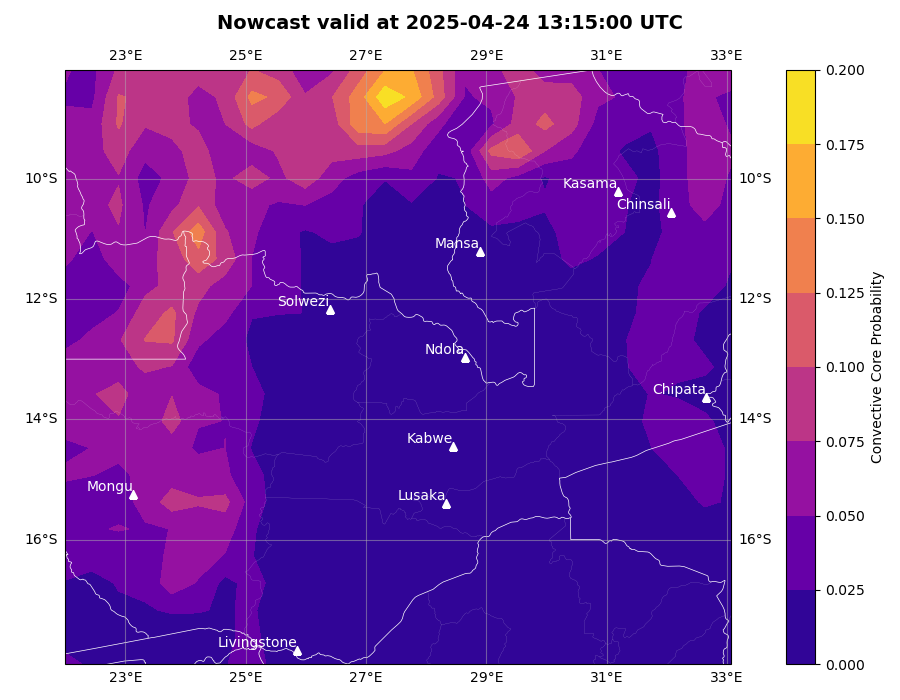 Nowcast valid at 2025-04-24 13:15:00 UTC
23°E 25°E 27°E 29°E 31°E 33°E
0.200
0.175
10°S Kasama 10°S
Chinsali
0.150
Mansa
12°S Solwezi 12°S
0.125
Ndola
0.100
Chipata
14°S 14°S
Kabwe
0.075
Mongu
Lusaka
0.050
16°S 16°S
0.025
Livingstone
0.000
23°E 25°E 27°E 29°E 31°E 33°E
Convective Core Probability